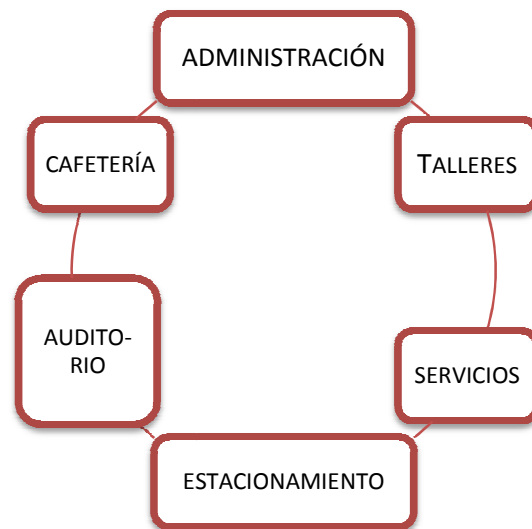 ADMINISTRACIÓN
CAFETERÍA
TALLERES
AUDITO-
RIO
SERVICIOS
ESTACIONAMIENTO